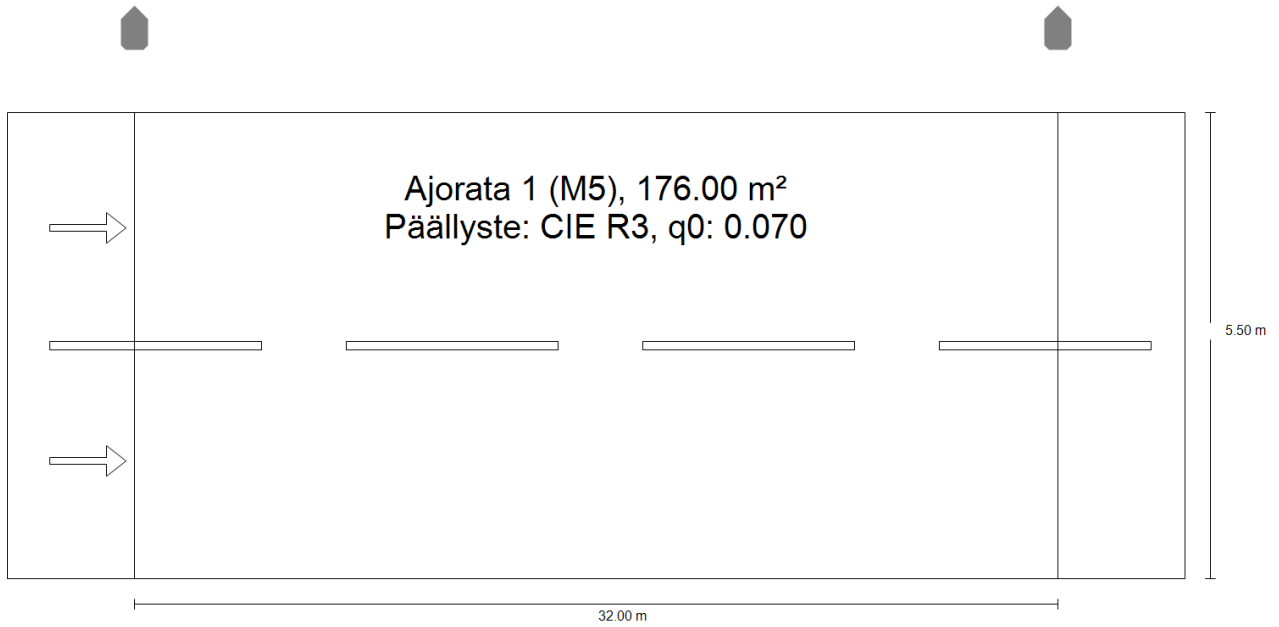 Ajorata 1 (M5), 176.00 m²
Päällyste: CIE R3, q0: 0.070
5.50 m
32.00 m